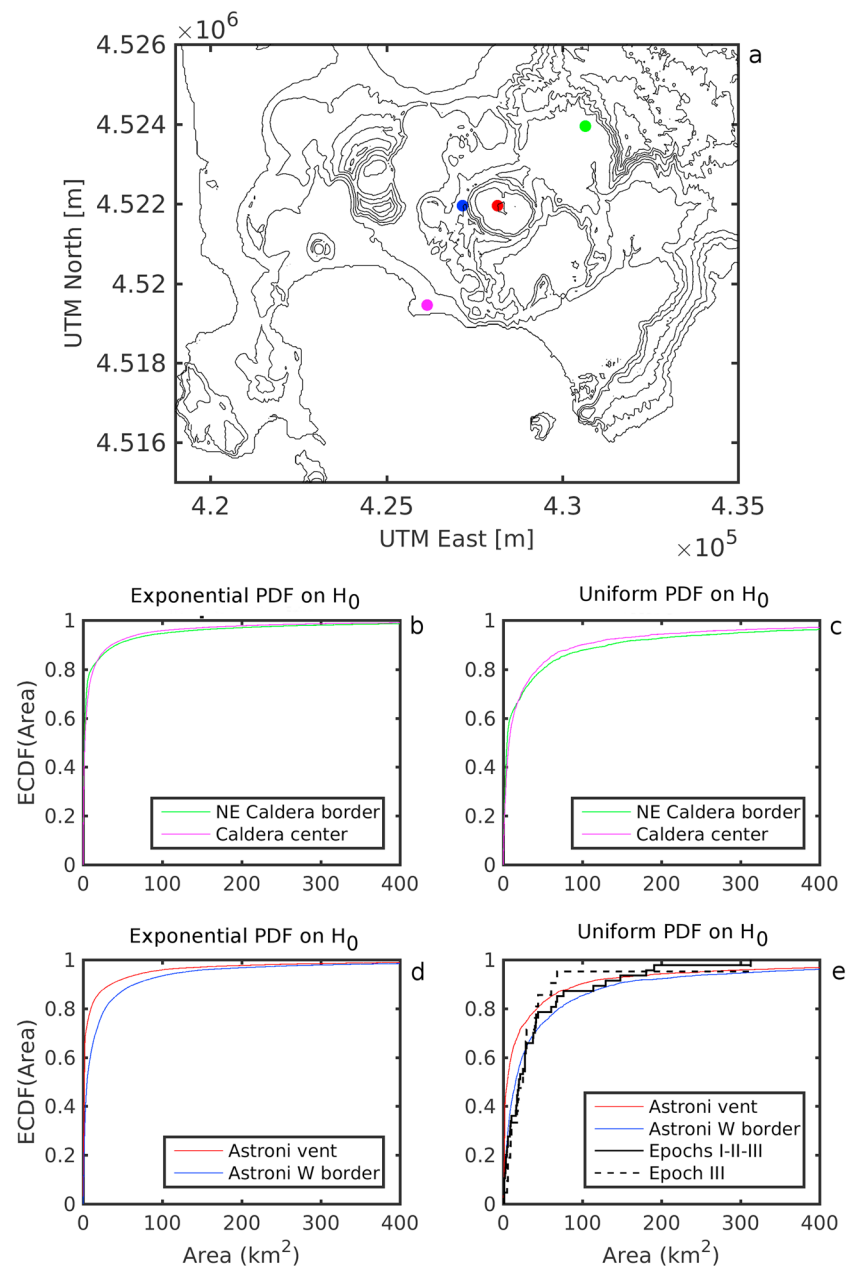 ×10^6
a
4.526
4.524
4.522
4.52
4.518
4.516
UTM North [m]
4.2 4.25 4.3 4.35
UTM East [m]
×10^5
Exponential PDF on H_0
Uniform PDF on H_0
b
c
1
0.8
0.6
0.4
0.2
0
ECDF(Area)
NE Caldera border
Caldera center
0 100 200 300 400
1
0.8
0.6
0.4
0.2
0
NE Caldera border
Caldera center
0 100 200 300 400
Exponential PDF on H_0
Uniform PDF on H_0
d
e
1
0.8
0.6
0.4
0.2
0
ECDF(Area)
Astroni vent
Astroni W border
0 100 200 300 400
Area (km^2)
1
0.8
0.6
0.4
0.2
0
Astroni vent
Astroni W border
Epochs I-II-III
Epoch III
0 100 200 300 400
Area (km^2)